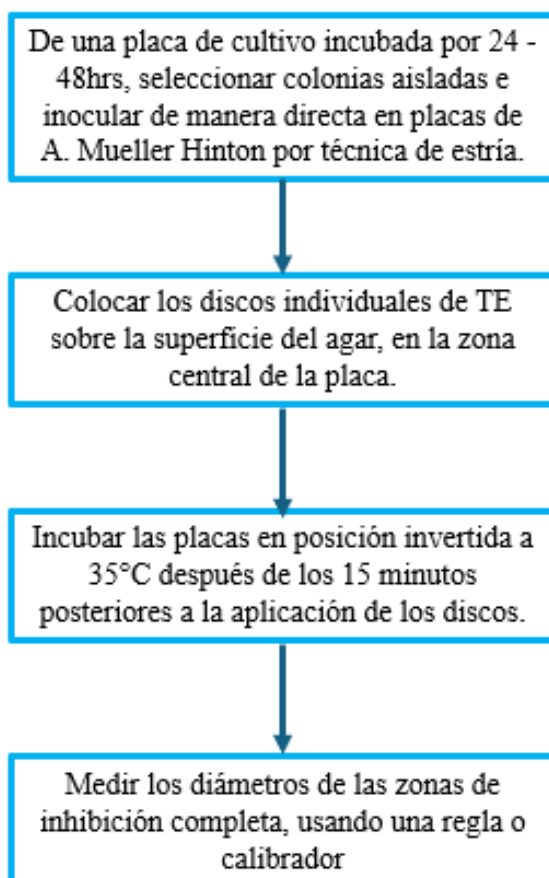 De una placa de cultivo incubada por 24 -
48hrs, seleccionar colonias aisladas e
inocular de manera directa en placas de
A. Mueller Hinton por técnica de estría.
Colocar los discos individuales de TE
sobre la superficie del agar, en la zona
central de la placa.
Incubar las placas en posición invertida a
35°C después de los 15 minutos
posteriores a la aplicación de los discos.
Medir los diámetros de las zonas de
inhibición completa, usando una regla o
calibrador